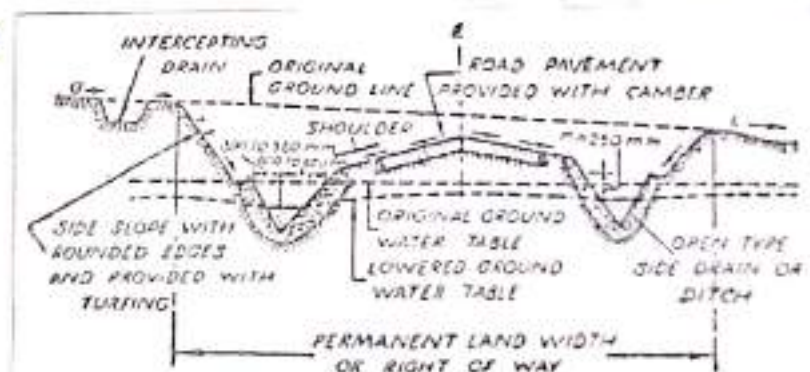 INTERCEPTING
DRAIN
ORIGINAL
GROUND LINE
ROAD PAVEMENT
PROVIDED WITH CAMBER
SHOULDER
250 mm
SIDE SLOPE WITH
ROUNDED EDGES
AND PROVIDED WITH
TURFING
ORIGINAL GROUND
WATER TABLE
LOWERED GROUND
WATER TABLE
OPEN TYPE
SIDE DRAIN OR
DITCH
PERMANENT LAND WIDTH
OR RIGHT OF WAY